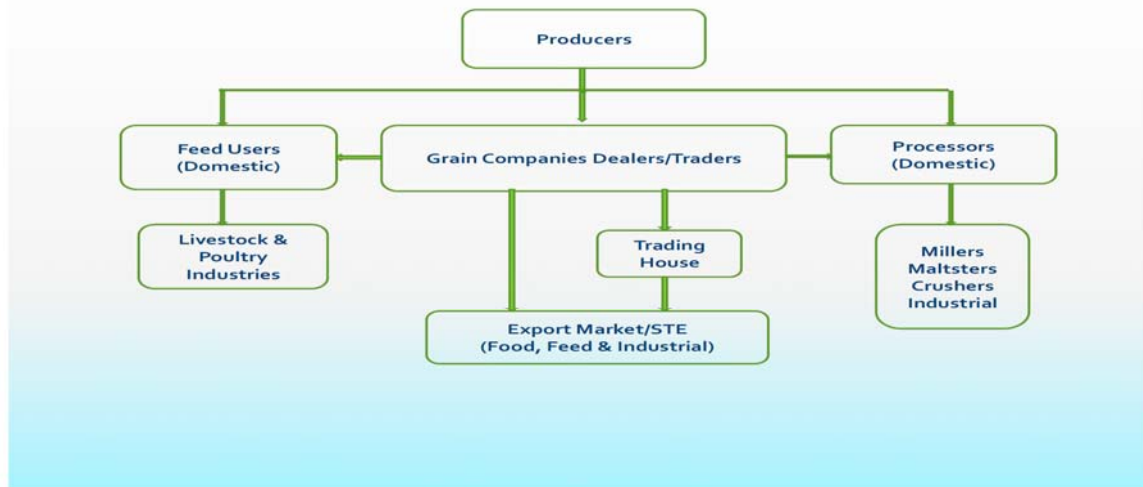 Producers
Feed Users
(Domestic)
Grain Companies Dealers/Traders
Processors
(Domestic)
Livestock &
Poultry
Industries
Trading
House
Millers
Maltsters
Crushers
Industrial
Export Market/STE
(Food, Feed & Industrial)